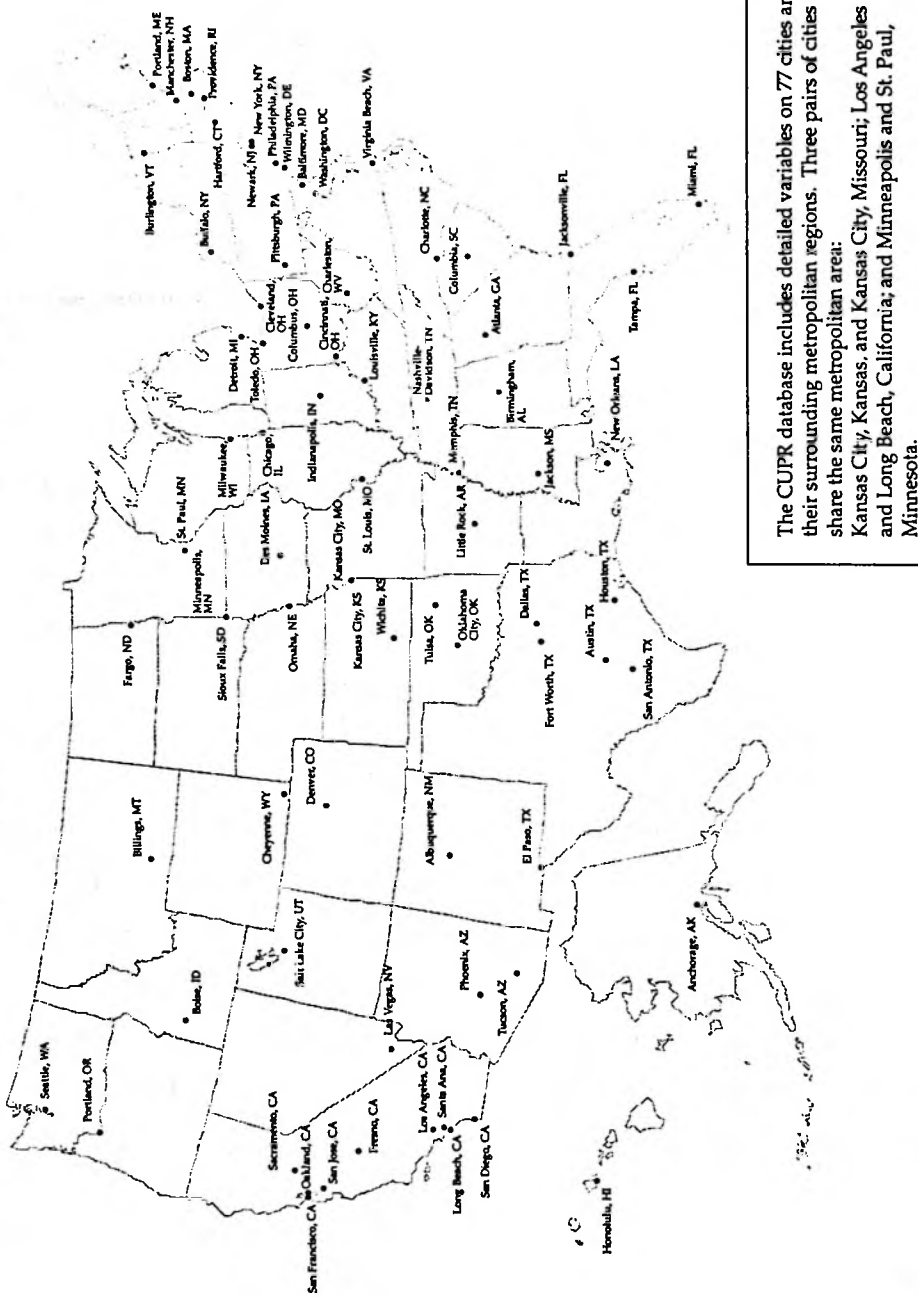 Seattle, WA
Portland, OR
Boise, ID
Billings, MT
Fargo, ND
Minneapolis,
MN
St. Paul, MN
Sioux Falls, SD
Milwaukee,
WI
Cheyenne, WY
Salt Lake City, UT
Denver, CO
Omaha, NE
Des Moines, IA
Chicago,
IL
Detroit, MI
Toledo, OH
Cleveland,
OH
Columbus, OH
Cincinnati,
OH
Charleston,
WV
Indianapolis, IN
Louisville, KY
Pittsburgh, PA
Buffalo, NY
Burlington, VT
Portland, ME
Manchester, NH
Boston, MA
Providence, RI
Hartford, CT
Newark, NJ
New York, NY
Philadelphia, PA
Wilmington, DE
Baltimore, MD
Washington, DC
Virginia Beach, VA
Sacramento, CA
Oakland, CA
San Francisco, CA
San Jose, CA
Fresno, CA
Las Vegas, NV
Los Angeles, CA
Santa Ana, CA
Long Beach, CA
San Diego, CA
Phoenix, AZ
Tucson, AZ
Albuquerque, NM
El Paso, TX
Kansas City, MO
Kansas City, KS
Wichita, KS
St. Louis, MO
Tulsa, OK
Oklahoma
City, OK
Little Rock, AR
Memphis, TN
Nashville-
Davidson, TN
Charlotte, NC
Columbia, SC
Atlanta, GA
Birmingham,
AL
Jackson, MS
New Orleans, LA
Dallas, TX
Fort Worth, TX
Austin, TX
Houston, TX
San Antonio, TX
Jacksonville, FL
Tampa, FL
Miami, FL
Anchorage, AK
Honolulu, HI
The CUPR database includes detailed variables on 77 cities
their surrounding metropolitan regions. Three pairs of cities
share the same metropolitan area:
Kansas City, Kansas, and Kansas City, Missouri; Los Angeles
and Long Beach, California; and Minneapolis and St. Paul,
Minnesota.